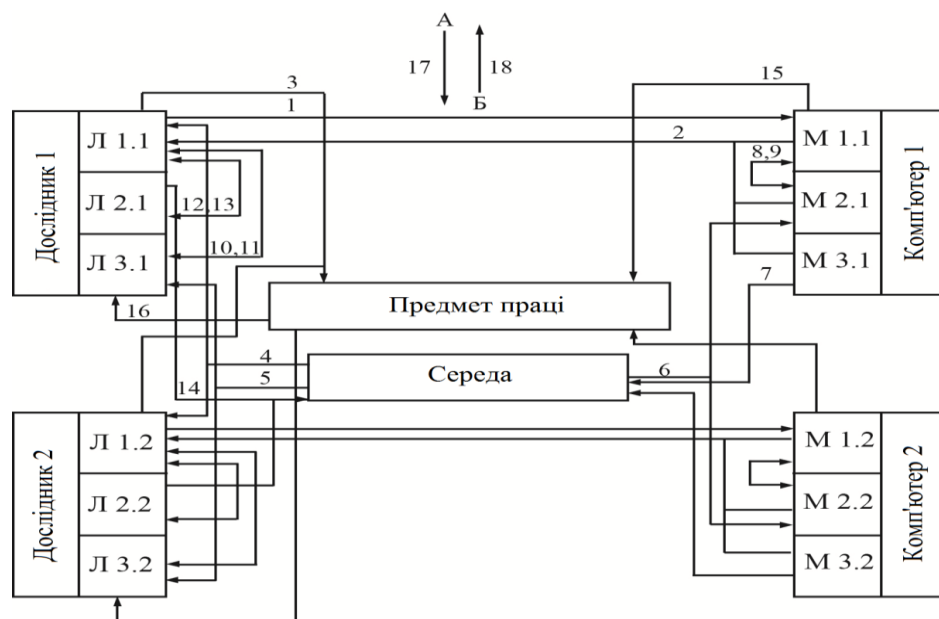 А
17
18
Б
3
1
15
2
Дослідник 1
Л 1.1
Л 2.1
Л 3.1
12,13
10,11
8,9
М 1.1
М 2.1
М 3.1
Комп'ютер 1
7
16
Предмет праці
4
5
14
Середа
6
Дослідник 2
Л 1.2
Л 2.2
Л 3.2
М 1.2
М 2.2
М 3.2
Комп'ютер 2